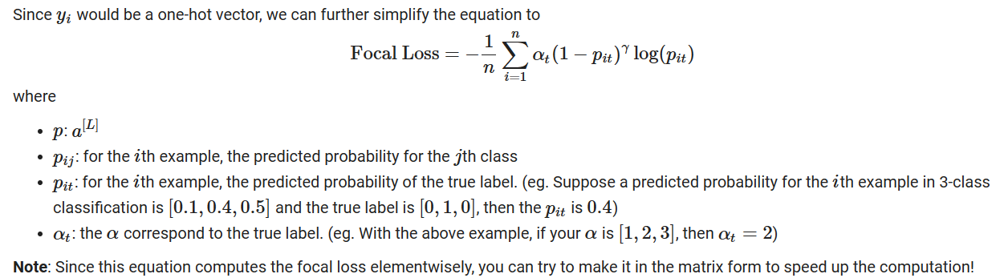 Since $y_i$ would be a one-hot vector, we can further simplify the equation to
$$\text{Focal Loss} = -\frac{1}{n}\sum_{i=1}^{n} \alpha_t(1 - p_{it})^\gamma \log(p_{it})$$
where
• $p$: $a^{[L]}$
• $p_{ij}$: for the $i$th example, the predicted probability for the $j$th class
• $p_{it}$: for the $i$th example, the predicted probability of the true label. (eg. Suppose a predicted probability for the $i$th example in 3-class
classification is $[0.1, 0.4, 0.5]$ and the true label is $[0, 1, 0]$, then the $p_{it}$ is $0.4$)
• $\alpha_t$: the $\alpha$ correspond to the true label. (eg. With the above example, if your $\alpha$ is $[1, 2, 3]$, then $\alpha_t = 2$)
Note: Since this equation computes the focal loss elementwisely, you can try to make it in the matrix form to speed up the computation!